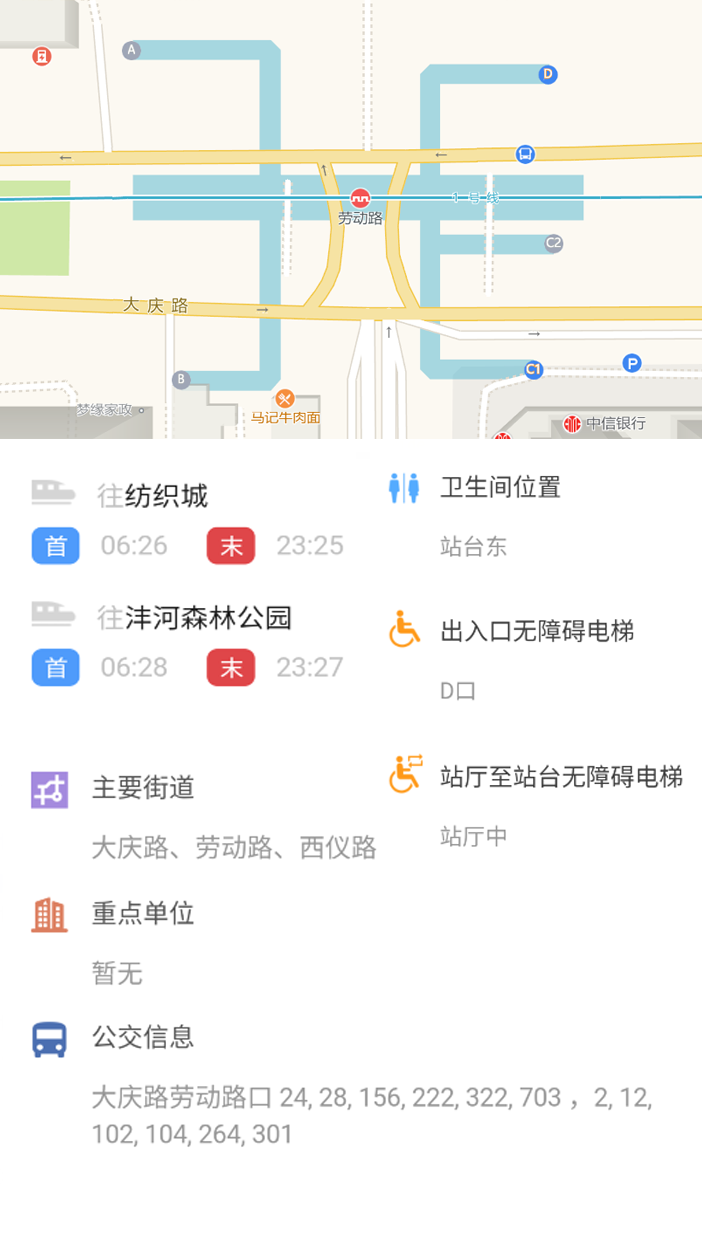 A
D
1号线
劳动路
C2
大庆路
B
C1
P
梦缘家政
马记牛肉面
中信银行
往纺织城
首 06:26 末 23:25
往沣河森林公园
首 06:28 末 23:27
卫生间位置
站台东
出入口无障碍电梯
D口
站厅至站台无障碍电梯
站厅中
主要街道
大庆路、劳动路、西仪路
重点单位
暂无
公交信息
大庆路劳动路口 24, 28, 156, 222, 322, 703 ，2, 12,
102, 104, 264, 301